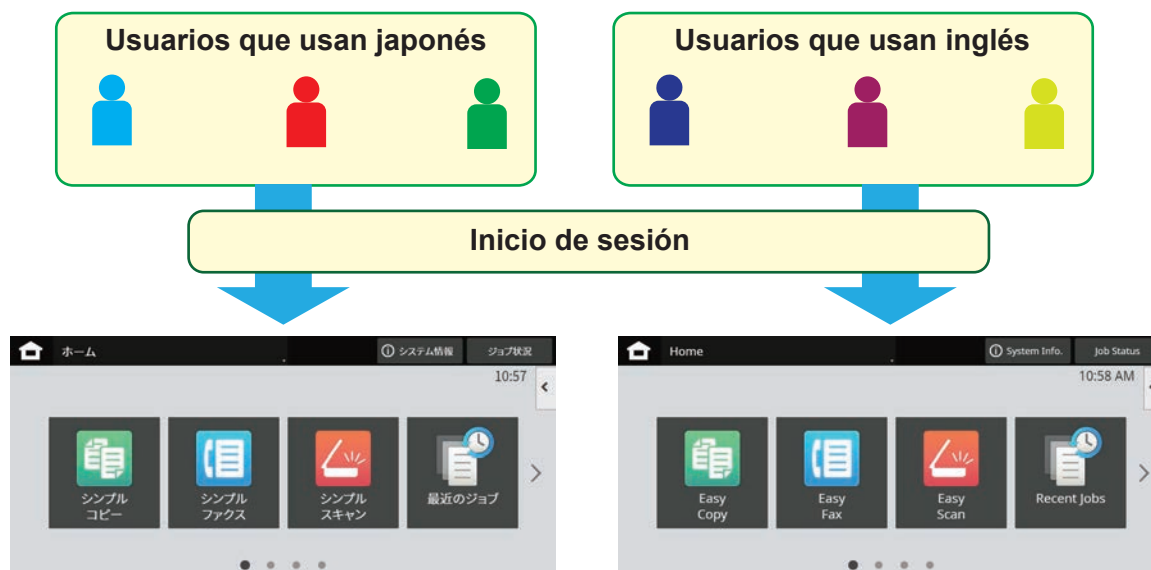 Usuarios que usan japonés
Usuarios que usan inglés
Inicio de sesión
ホーム
システム情報
ジョブ状況
10:57
シンプル
コピー
シンプル
ファクス
シンプル
スキャン
最近のジョブ
Home
System Info.
Job Status
10:58 AM
Easy
Copy
Easy
Fax
Easy
Scan
Recent Jobs